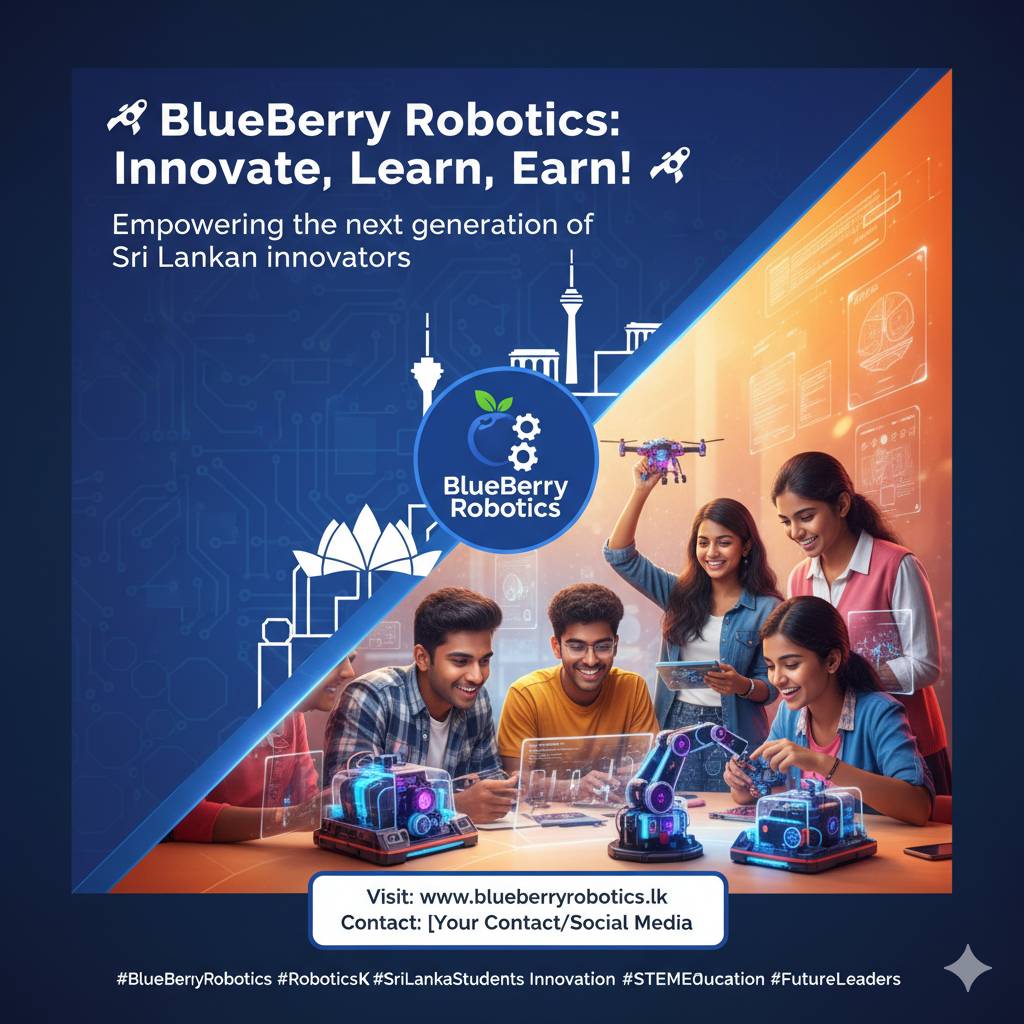 BlueBerry Robotics:
Innovate, Learn, Earn!
Empowering the next generation of
Sri Lankan innovators
BlueBerry
Robotics
Visit: www.blueberryrobotics.lk
Contact: [Your Contact/Social Media
#BlueBerryRobotics #RoboticsK #SriLankaStudents Innovation #STEMEOucation #FutureLeaders